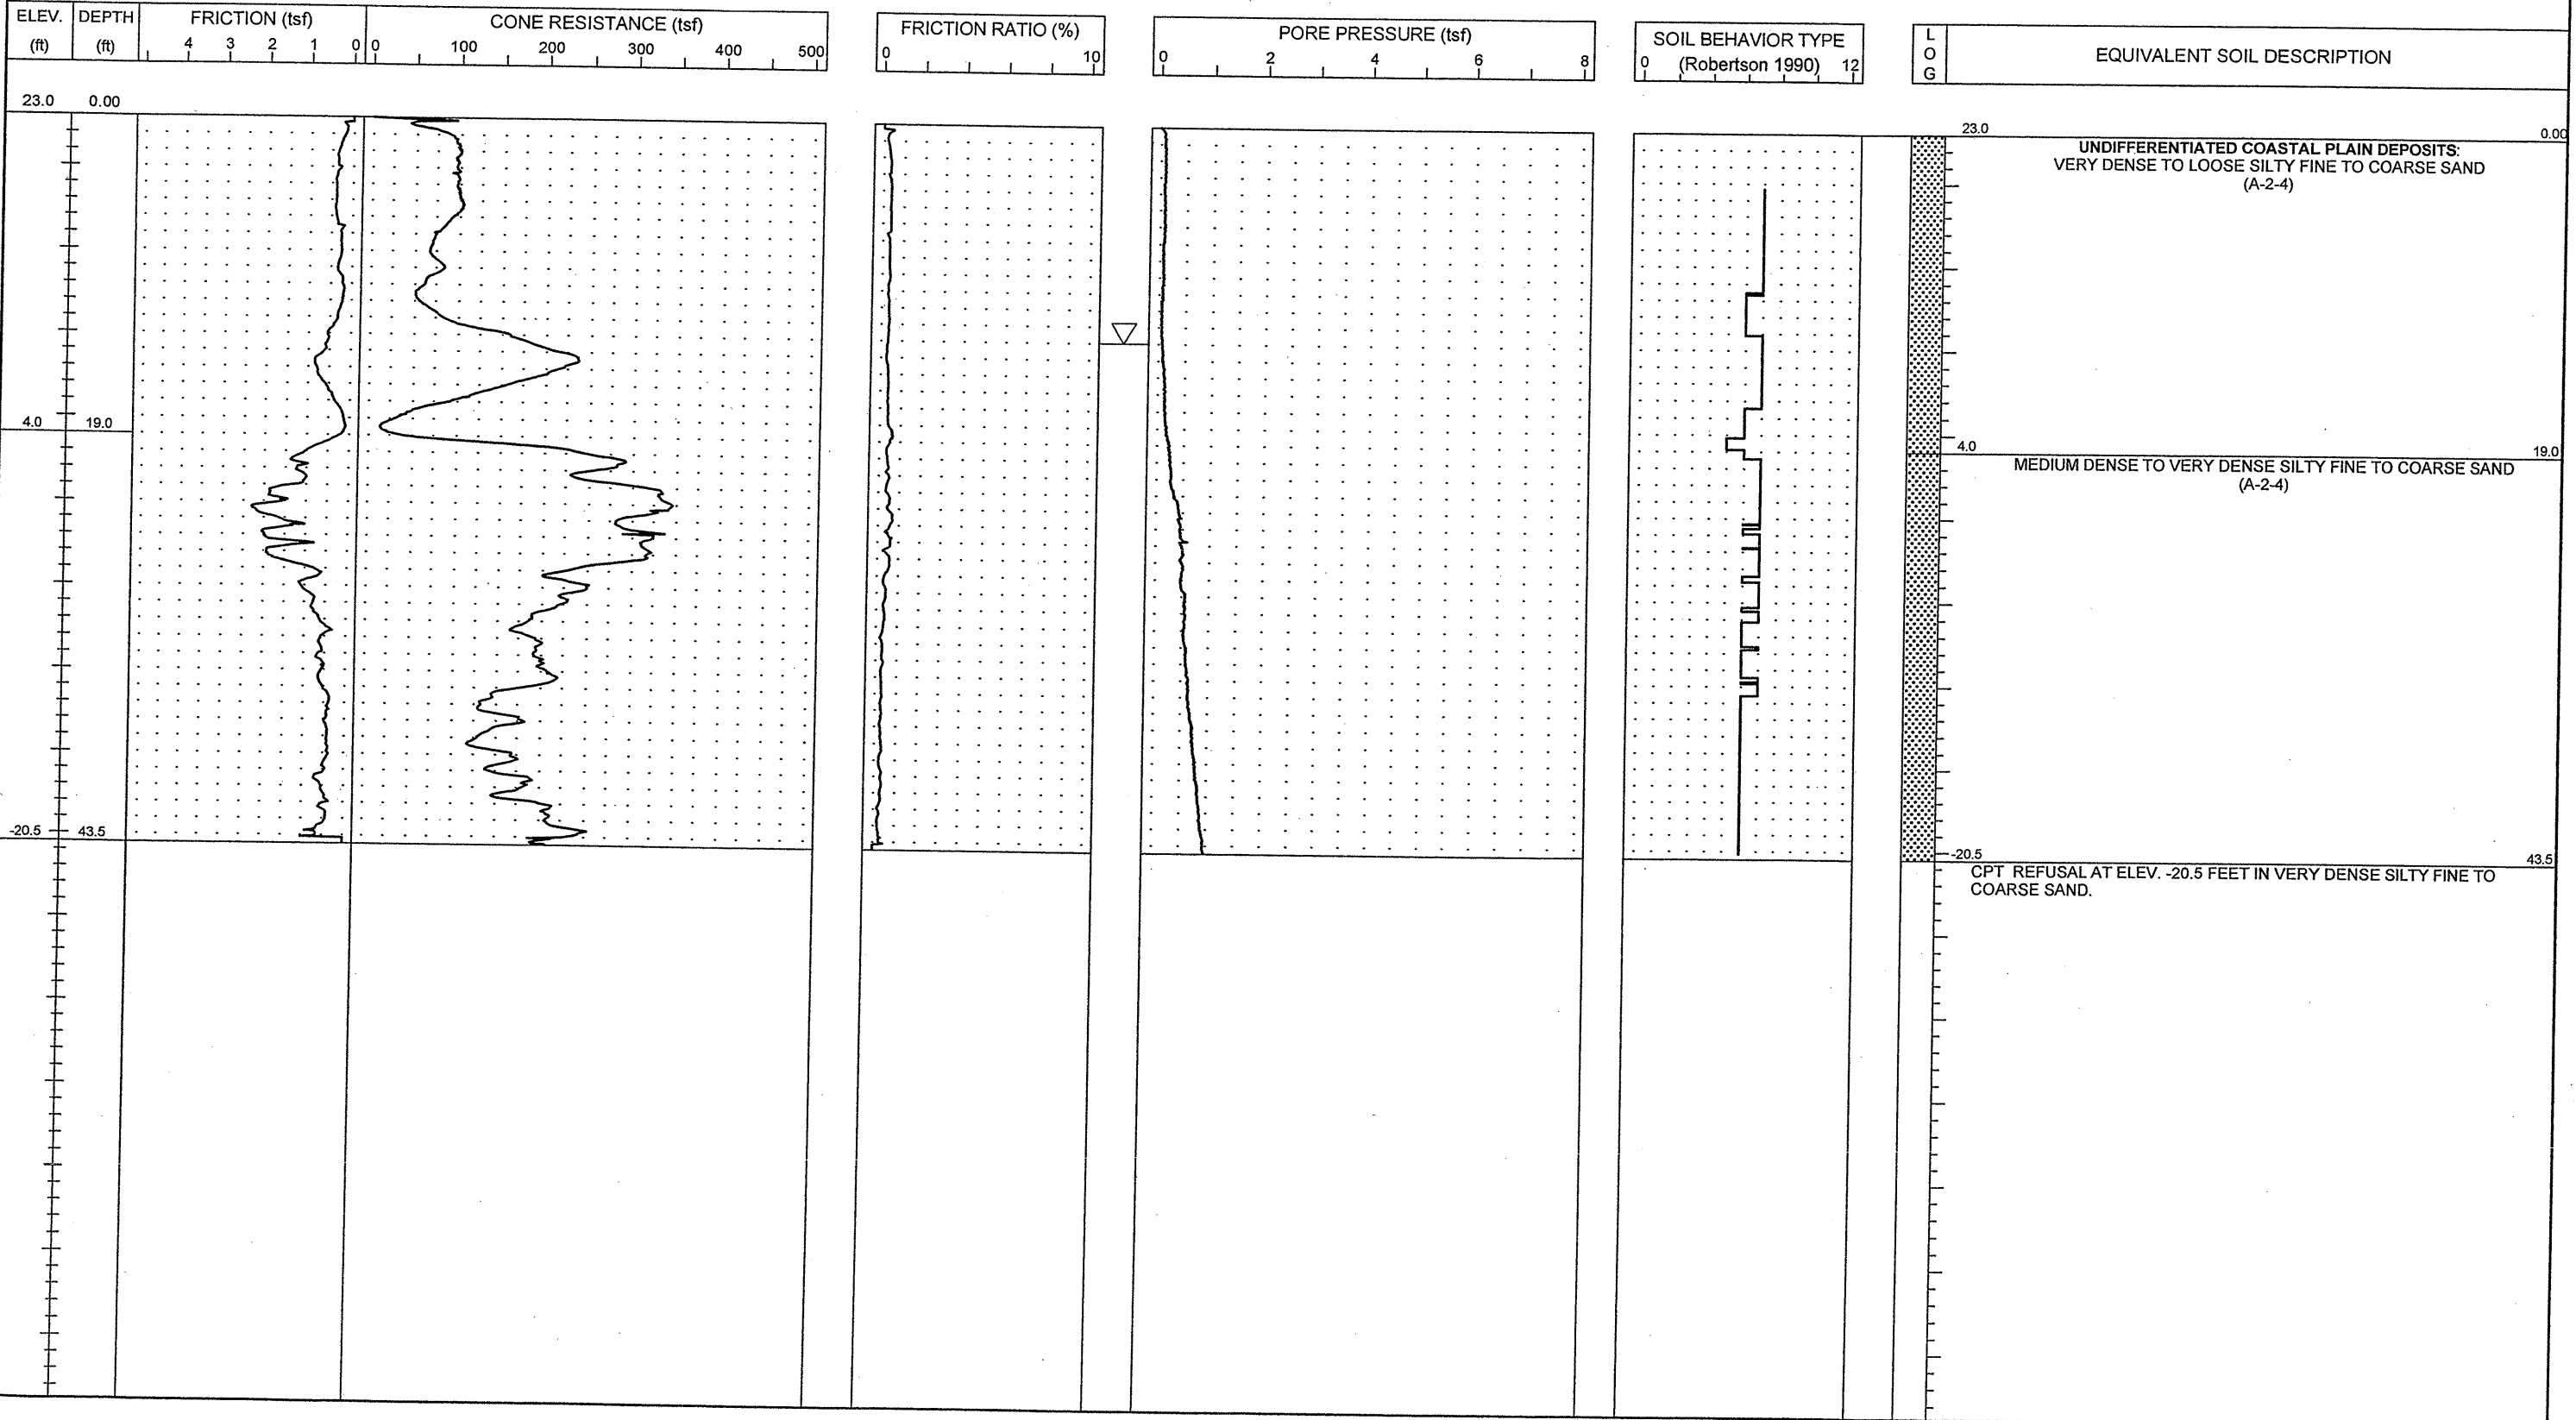 ELEV.
(ft)
DEPTH
(ft)
FRICTION (tsf)
4 3 2 1 0
CONE RESISTANCE (tsf)
0 100 200 300 400 500
FRICTION RATIO (%)
0 10
PORE PRESSURE (tsf)
0 2 4 6 8
SOIL BEHAVIOR TYPE
(Robertson 1990)
0 12
L
O
G
EQUIVALENT SOIL DESCRIPTION
23.0 0.00
23.0 0.00
UNDIFFERENTIATED COASTAL PLAIN DEPOSITS:
VERY DENSE TO LOOSE SILTY FINE TO COARSE SAND
(A-2-4)
4.0 19.0
4.0 19.0
MEDIUM DENSE TO VERY DENSE SILTY FINE TO COARSE SAND
(A-2-4)
-20.5 43.5
-20.5 43.5
CPT REFUSAL AT ELEV. -20.5 FEET IN VERY DENSE SILTY FINE TO
COARSE SAND.